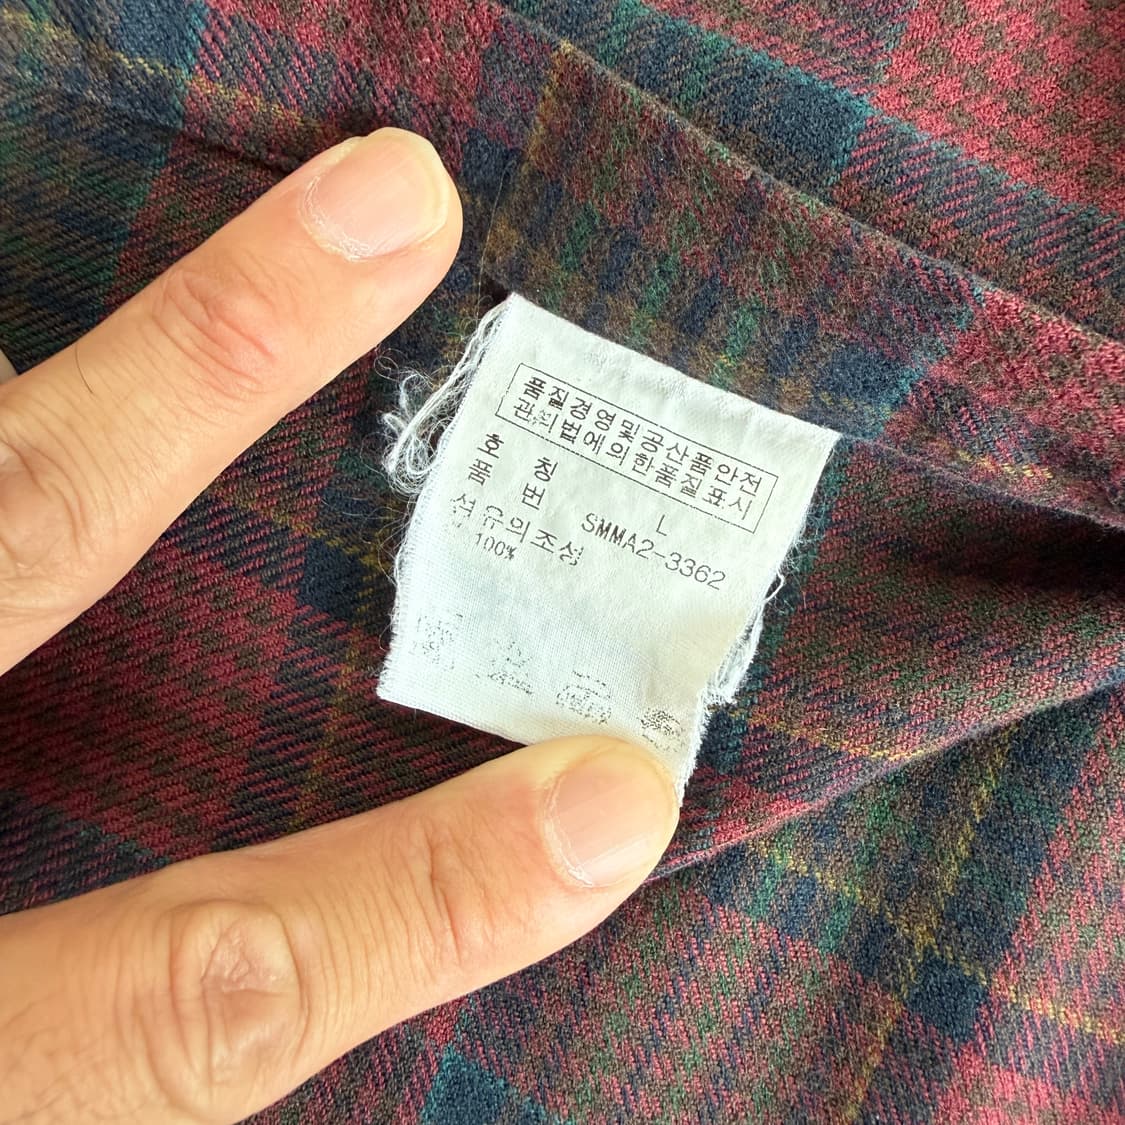 품질경영및공산품안전
관리법에의한품질표시
호 칭 L
품 번 SMMA2-3362
섬유의조성
100%